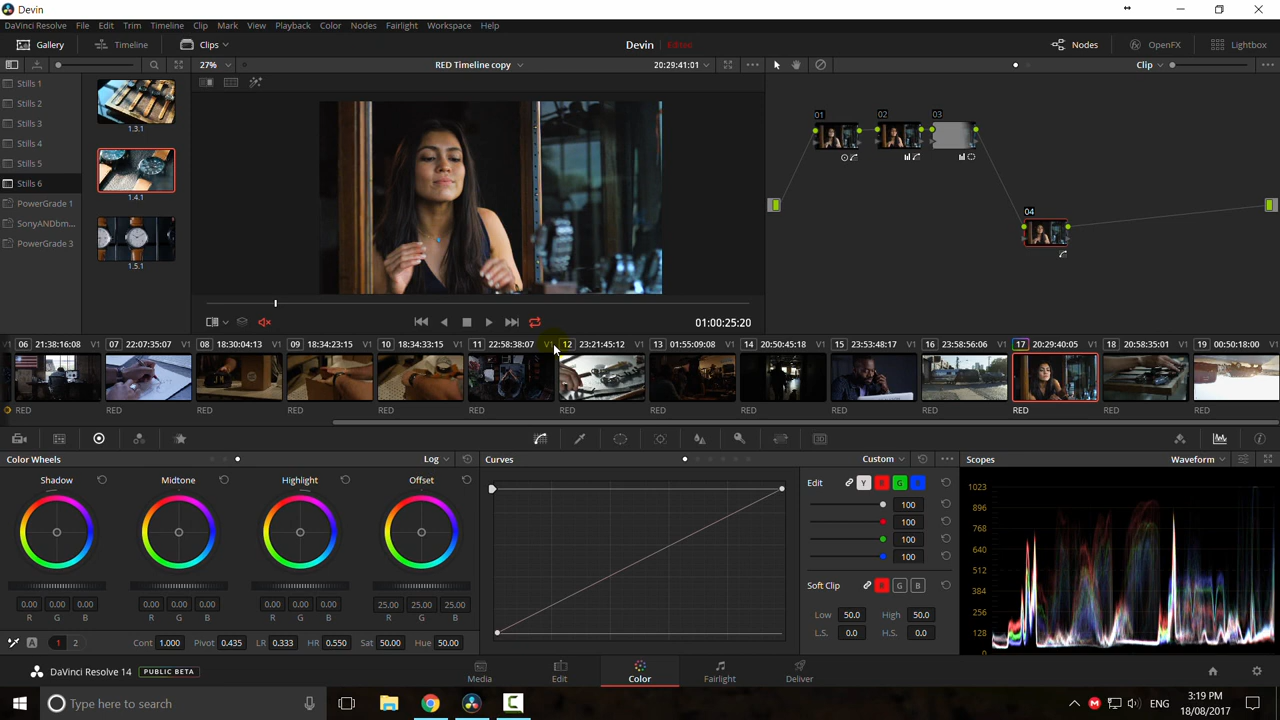 Devin
DaVinci Resolve File Edit Trim Timeline Clip Mark View Playback Color Nodes Fairlight Workspace Help
Gallery Timeline Clips Devin Edited Nodes OpenFX Lightbox
27% RED Timeline copy 20:29:41:01 Clip
Stills 1
Stills 2
Stills 3
Stills 4
Stills 5
Stills 6
PowerGrade 1
SonyANDbm...
PowerGrade 3
1.3.1
1.4.1
1.5.1
01 02 03
04
01:00:25:20
V1 06 21:38:16:08 V1 07 22:07:35:07 V1 08 18:30:04:13 V1 09 18:34:23:15 V1 10 18:34:33:15 V1 11 22:58:38:07 V1 12 23:21:45:12 V1 13 01:55:09:08 V1 14 20:50:45:18 V1 15 23:53:48:17 V1 16 23:58:56:06 V1 17 20:29:40:05 V1 18 20:58:35:01 V1 19 00:50:18:00 V1
RED RED RED RED RED RED RED RED RED RED RED RED RED RED
Color Wheels Log Curves Custom Scopes Waveform
Shadow Midtone Highlight Offset
0.00 0.00 0.00 0.00 0.00 0.00 0.00 0.00 0.00 25.00 25.00 25.00
R G B R G B R G B R G B
A 1 2 Cont 1.000 Pivot 0.435 LR 0.333 HR 0.550 Sat 50.00 Hue 50.00
Edit Y R G B
100
100
100
100
Soft Clip R G B
Low 50.0 High 50.0
L.S. 0.0 H.S. 0.0
1023
896
768
640
512
384
256
128
0
DaVinci Resolve 14 PUBLIC BETA
Media Edit Color Fairlight Deliver
Type here to search
ENG
3:19 PM
18/08/2017